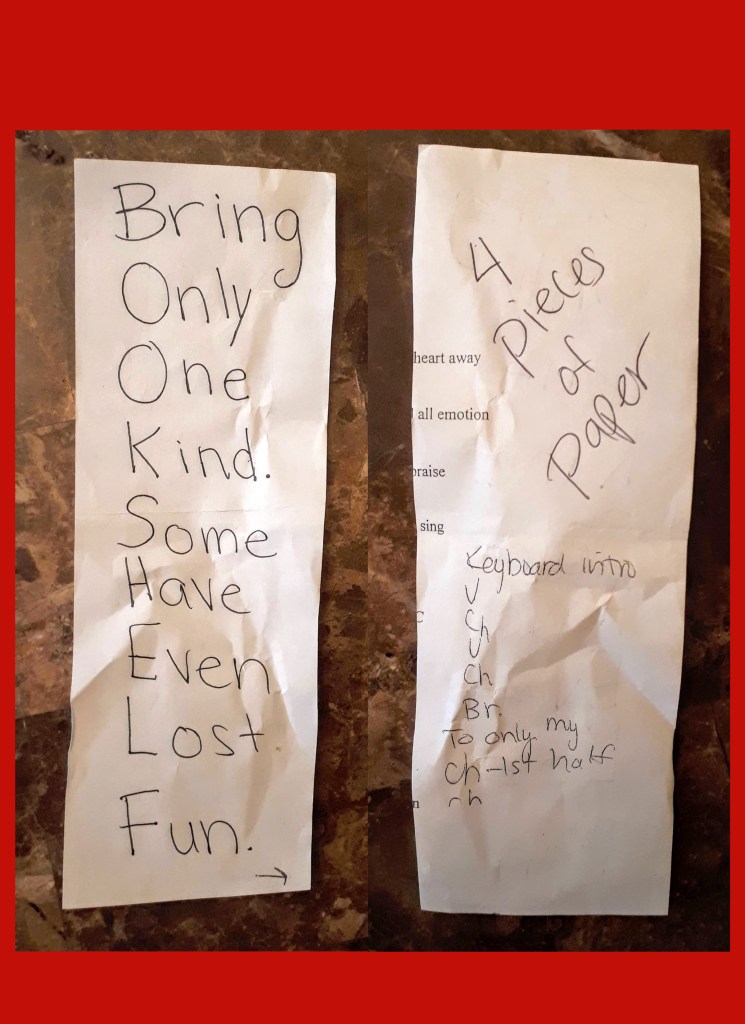 Bring
Only
One
Kind.
Some
Have
Even
Lost
Fun.
→
4
Pieces
of
Paper
heart away
all emotion
praise
sing
Keyboard intro
V
Ch
V
Ch
Br.
To only my
Ch-1st half